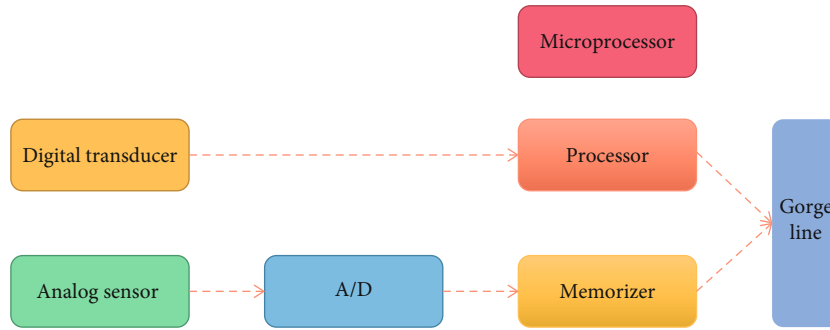 Microprocessor
Digital transducer
Processor
Gorge
line
Analog sensor
A/D
Memorizer